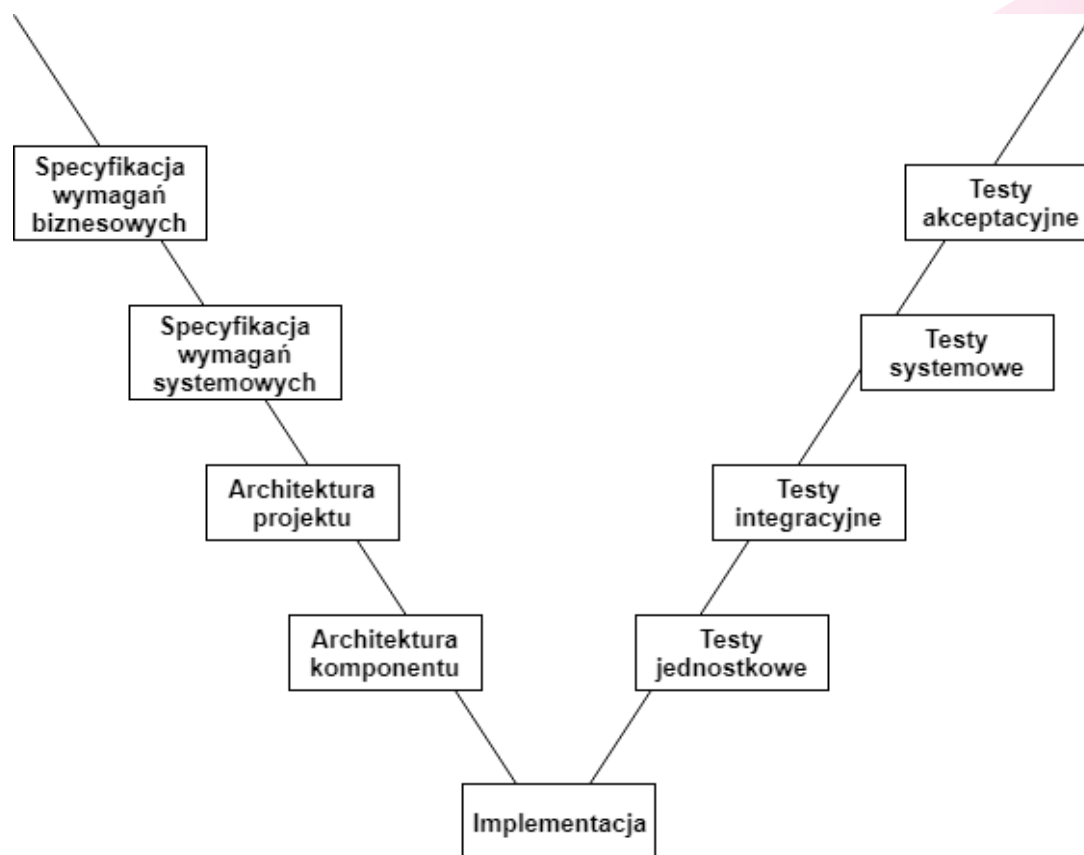 Specyfikacja
wymagań
biznesowych
Testy
akceptacyjne
Specyfikacja
wymagań
systemowych
Testy
systemowe
Architektura
projektu
Testy
integracyjne
Architektura
komponentu
Testy
jednostkowe
Implementacja